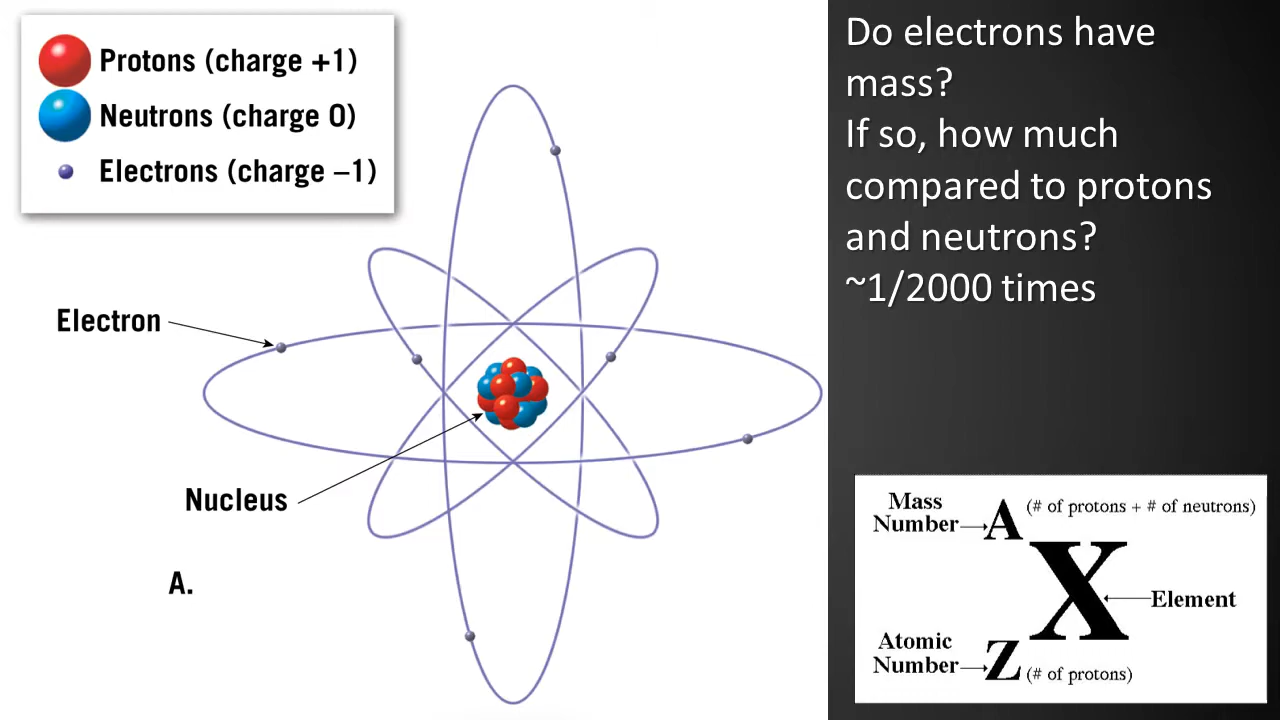 Protons (charge +1)
Neutrons (charge 0)
Electrons (charge –1)
Electron
Nucleus
A.
Do electrons have
mass?
If so, how much
compared to protons
and neutrons?
~1/2000 times
Mass
Number
A
(# of protons + # of neutrons)
X
Element
Atomic
Number
Z
(# of protons)